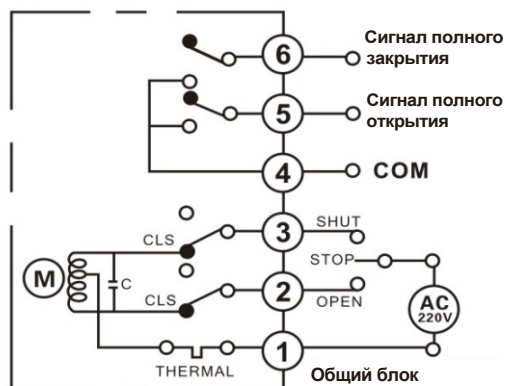 6
Сигнал полного
закрытия
5
Сигнал полного
открытия
4
COM
3
SHUT
CLS
STOP
M
C
CLS
2
OPEN
AC
220V
1
THERMAL
Общий блок